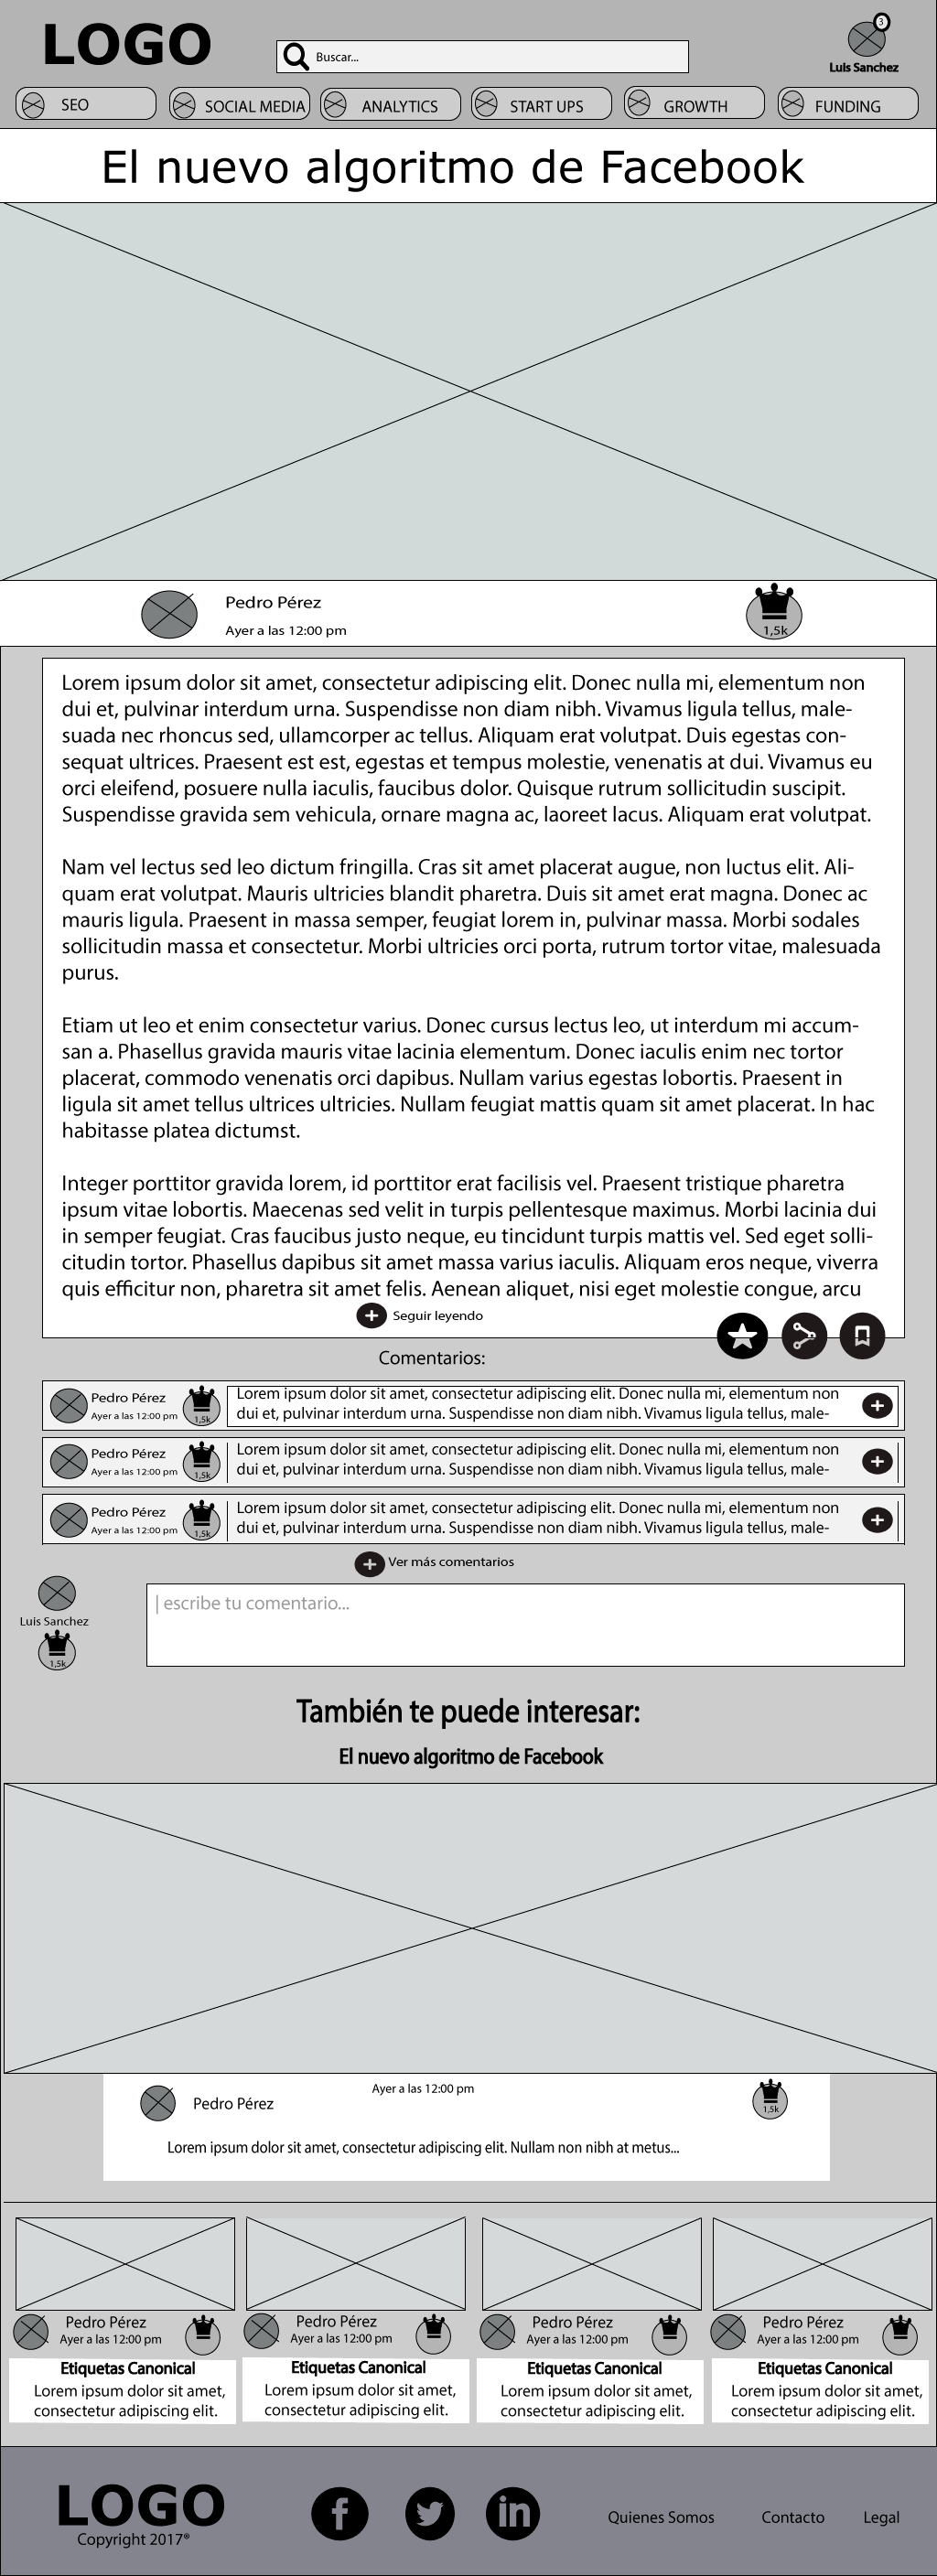 LOGO
Buscar...
3
Luis Sanchez
SEO
SOCIAL MEDIA
ANALYTICS
START UPS
GROWTH
FUNDING
El nuevo algoritmo de Facebook
Pedro Pérez
Ayer a las 12:00 pm
1,5k
Lorem ipsum dolor sit amet, consectetur adipiscing elit. Donec nulla mi, elementum non
dui et, pulvinar interdum urna. Suspendisse non diam nibh. Vivamus ligula tellus, male-
suada nec rhoncus sed, ullamcorper ac tellus. Aliquam erat volutpat. Duis egestas con-
sequat ultrices. Praesent est est, egestas et tempus molestie, venenatis at dui. Vivamus eu
orci eleifend, posuere nulla iaculis, faucibus dolor. Quisque rutrum sollicitudin suscipit.
Suspendisse gravida sem vehicula, ornare magna ac, laoreet lacus. Aliquam erat volutpat.
Nam vel lectus sed leo dictum fringilla. Cras sit amet placerat augue, non luctus elit. Ali-
quam erat volutpat. Mauris ultricies blandit pharetra. Duis sit amet erat magna. Donec ac
mauris ligula. Praesent in massa semper, feugiat lorem in, pulvinar massa. Morbi sodales
sollicitudin massa et consectetur. Morbi ultricies orci porta, rutrum tortor vitae, malesuada
purus.
Etiam ut leo et enim consectetur varius. Donec cursus lectus leo, ut interdum mi accum-
san a. Phasellus gravida mauris vitae lacinia elementum. Donec iaculis enim nec tortor
placerat, commodo venenatis orci dapibus. Nullam varius egestas lobortis. Praesent in
ligula sit amet tellus ultrices ultricies. Nullam feugiat mattis quam sit amet placerat. In hac
habitasse platea dictumst.
Integer porttitor gravida lorem, id porttitor erat facilisis vel. Praesent tristique pharetra
ipsum vitae lobortis. Maecenas sed velit in turpis pellentesque maximus. Morbi lacinia dui
in semper feugiat. Cras faucibus justo neque, eu tincidunt turpis mattis vel. Sed eget solli-
citudin tortor. Phasellus dapibus sit amet massa varius iaculis. Aliquam eros neque, viverra
quis efficitur non, pharetra sit amet felis. Aenean aliquet, nisi eget molestie congue, arcu
Seguir leyendo
Comentarios:
Pedro Pérez
Ayer a las 12:00 pm
1,5k
Lorem ipsum dolor sit amet, consectetur adipiscing elit. Donec nulla mi, elementum non
dui et, pulvinar interdum urna. Suspendisse non diam nibh. Vivamus ligula tellus, male-
Pedro Pérez
Ayer a las 12:00 pm
1,5k
Lorem ipsum dolor sit amet, consectetur adipiscing elit. Donec nulla mi, elementum non
dui et, pulvinar interdum urna. Suspendisse non diam nibh. Vivamus ligula tellus, male-
Pedro Pérez
Ayer a las 12:00 pm
1,5k
Lorem ipsum dolor sit amet, consectetur adipiscing elit. Donec nulla mi, elementum non
dui et, pulvinar interdum urna. Suspendisse non diam nibh. Vivamus ligula tellus, male-
Ver más comentarios
Luis Sanchez
1,5k
| escribe tu comentario...
También te puede interesar:
El nuevo algoritmo de Facebook
Pedro Pérez
Ayer a las 12:00 pm
1,5k
Lorem ipsum dolor sit amet, consectetur adipiscing elit. Nullam non nibh at metus...
Pedro Pérez
Ayer a las 12:00 pm
Etiquetas Canonical
Lorem ipsum dolor sit amet,
consectetur adipiscing elit.
Pedro Pérez
Ayer a las 12:00 pm
Etiquetas Canonical
Lorem ipsum dolor sit amet,
consectetur adipiscing elit.
Pedro Pérez
Ayer a las 12:00 pm
Etiquetas Canonical
Lorem ipsum dolor sit amet,
consectetur adipiscing elit.
Pedro Pérez
Ayer a las 12:00 pm
Etiquetas Canonical
Lorem ipsum dolor sit amet,
consectetur adipiscing elit.
LOGO
Copyright 2017®
f
in
Quienes Somos
Contacto
Legal